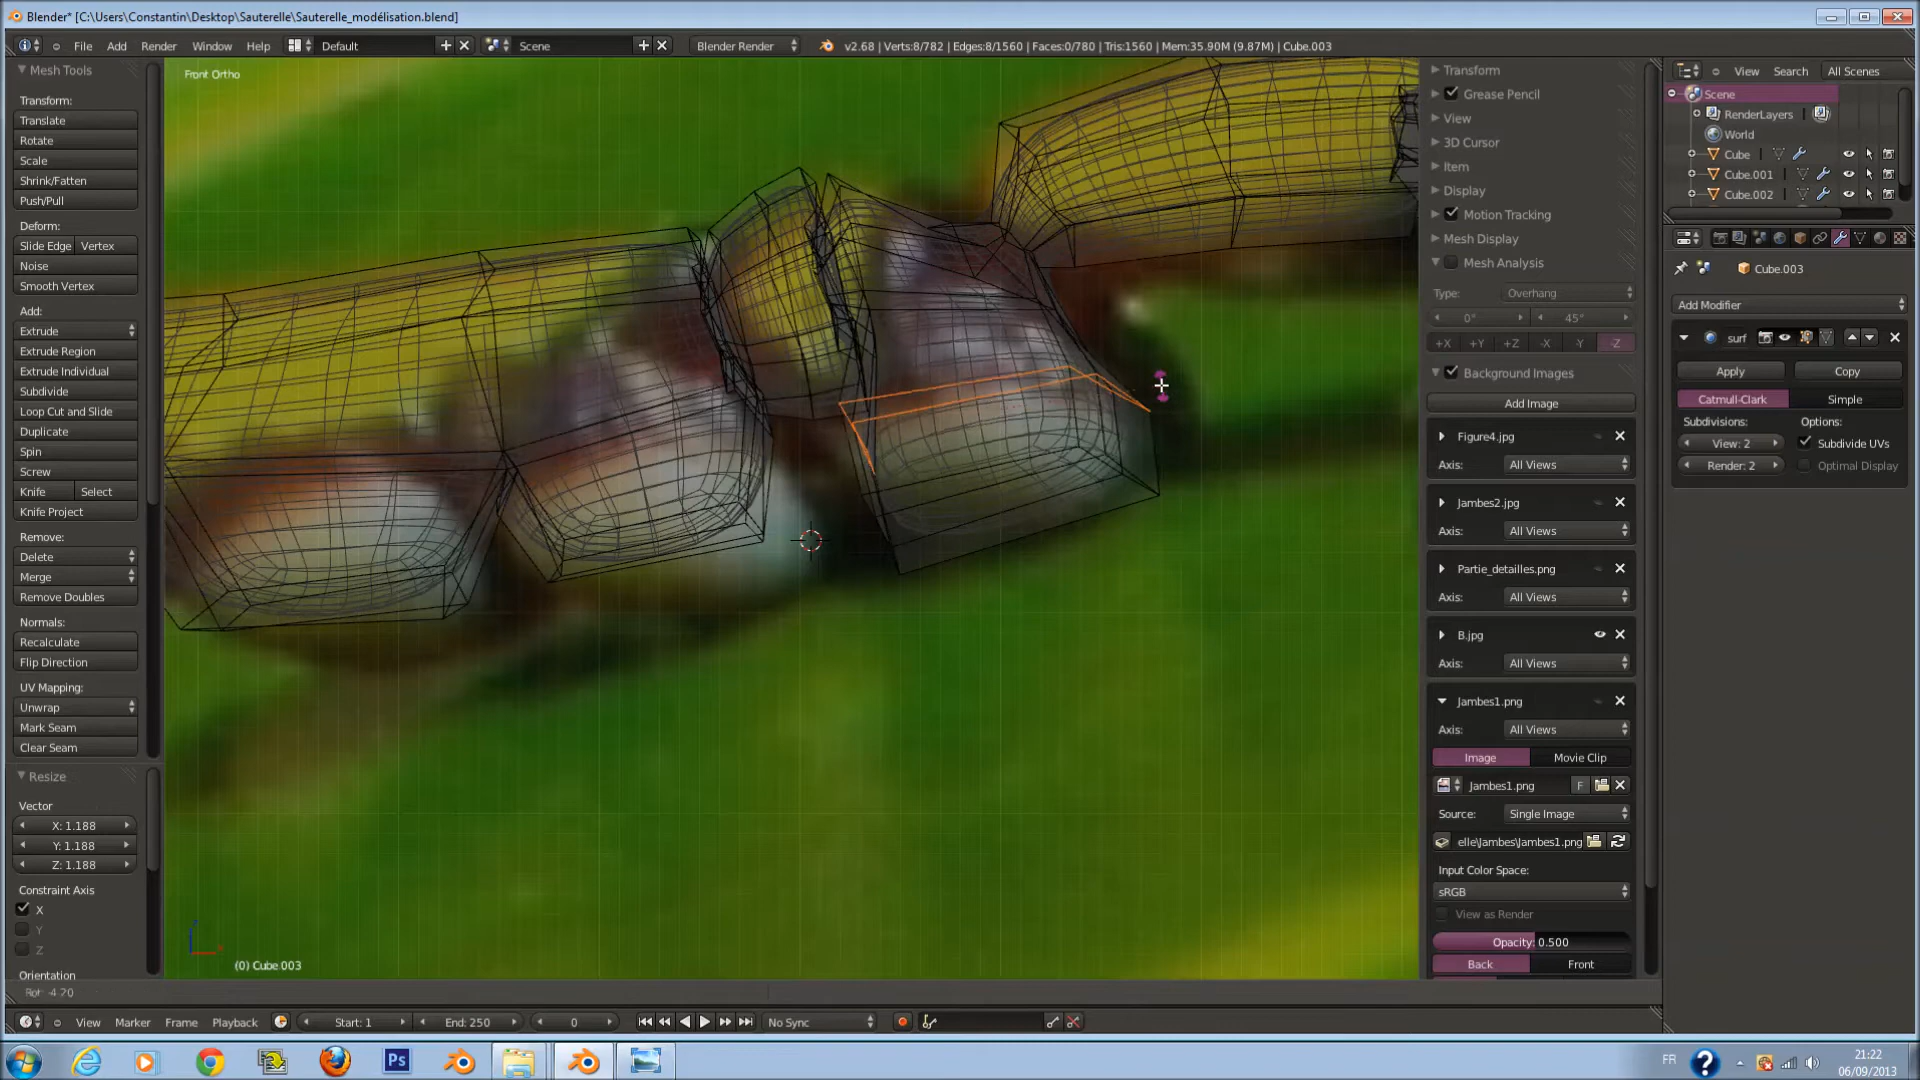 Blender* [C:\Users\Constantin\Desktop\Sauterelle\Sauterelle_modélisation.blend]
File Add Render Window Help Default Scene Blender Render v2.68 | Verts:8/782 | Edges:8/1560 | Faces:0/780 | Tris:1560 | Mem:35.90M (9.87M) | Cube.003
Mesh Tools
Transform:
Translate
Rotate
Scale
Shrink/Fatten
Push/Pull
Deform:
Slide Edge Vertex
Noise
Smooth Vertex
Add:
Extrude
Extrude Region
Extrude Individual
Subdivide
Loop Cut and Slide
Duplicate
Spin
Screw
Knife Select
Knife Project
Remove:
Delete
Merge
Remove Doubles
Normals:
Recalculate
Flip Direction
UV Mapping:
Unwrap
Mark Seam
Clear Seam
Resize
Vector
X: 1.188
Y: 1.188
Z: 1.188
Constraint Axis
X
Y
Z
Orientation
Front Ortho
(0) Cube.003
Rot: -4.20
Transform
Grease Pencil
View
3D Cursor
Item
Display
Motion Tracking
Mesh Display
Mesh Analysis
Type: Overhang
0° 45°
+X +Y +Z -X -Y -Z
Background Images
Add Image
Figure4.jpg
Axis: All Views
Jambes2.jpg
Axis: All Views
Partie_detailles.png
Axis: All Views
B.jpg
Axis: All Views
Jambes1.png
Axis: All Views
Image Movie Clip
Jambes1.png F
Source: Single Image
elle\Jambes\Jambes1.png
Input Color Space:
sRGB
View as Render
Opacity: 0.500
Back Front
View Search All Scenes
Scene
RenderLayers
World
Cube
Cube.001
Cube.002
Cube.003
Add Modifier
surf
Apply Copy
Catmull-Clark Simple
Subdivisions: Options:
View: 2 Subdivide UVs
Render: 2 Optimal Display
View Marker Frame Playback Start: 1 End: 250 0 No Sync
Ps
FR
21:22
06/09/2013